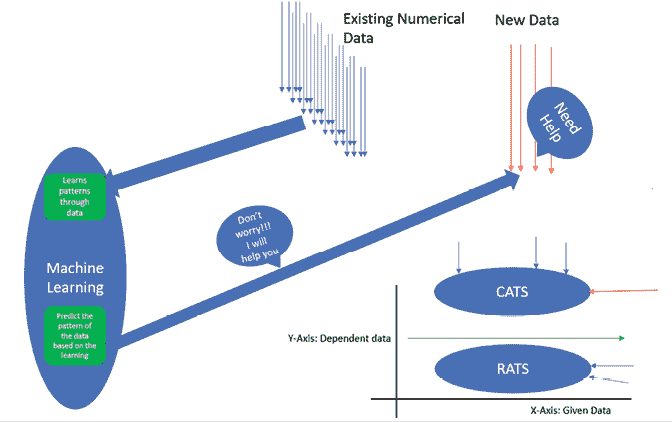 Existing Numerical
Data
New Data
Need
Help
Learns
patterns
through
data
Don't
worry!!!
I will
help you
Machine
Learning
Predict the
pattern of
the data
based on the
learning
CATS
Y-Axis: Dependent data
RATS
X-Axis: Given Data